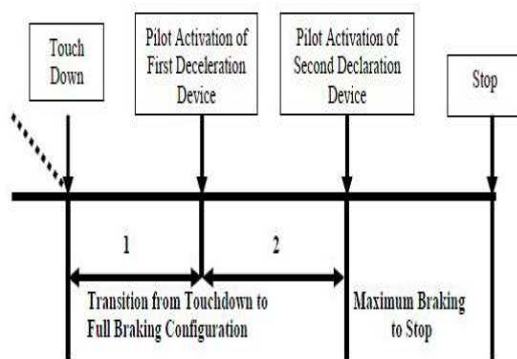 Touch
Down
Pilot Activation of
First Deceleration
Device
Pilot Activation of
Second Declaration
Device
Stop
1
2
Transition from Touchdown to
Full Braking Configuration
Maximum Braking
to Stop